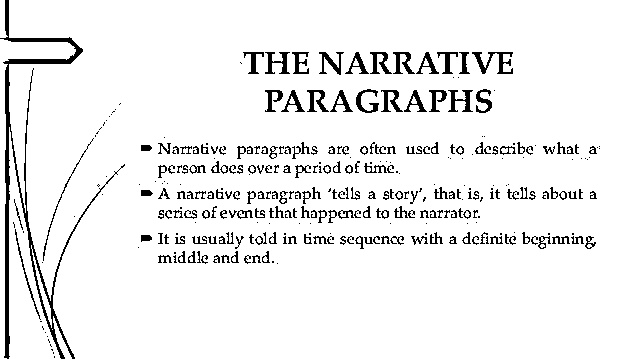 THE NARRATIVE
PARAGRAPHS
Narrative paragraphs are often used to describe what a
person does over a period of time.
A narrative paragraph ‘tells a story’, that is, it tells about a
series of events that happened to the narrator.
It is usually told in time sequence with a definite beginning,
middle and end.